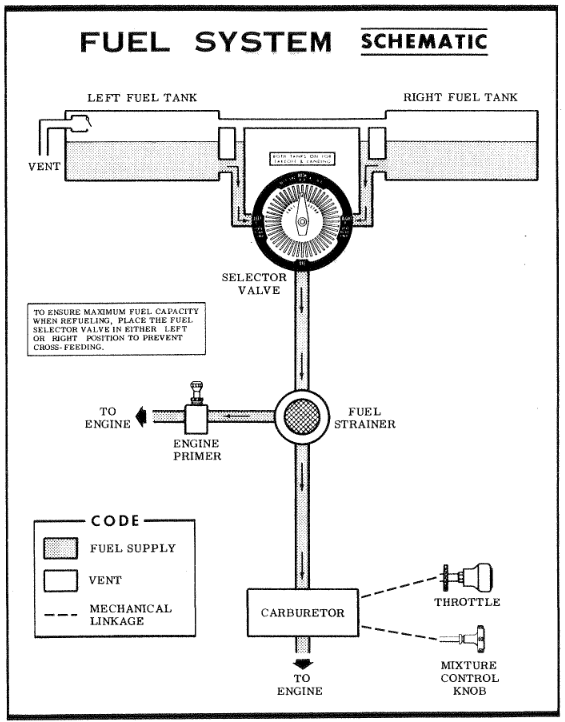 FUEL SYSTEM SCHEMATIC
LEFT FUEL TANK
RIGHT FUEL TANK
VENT
BOTH TANKS ON FOR
TAKEOFF & LANDING
SELECTOR
VALVE
TO ENSURE MAXIMUM FUEL CAPACITY
WHEN REFUELING, PLACE THE FUEL
SELECTOR VALVE IN EITHER LEFT
OR RIGHT POSITION TO PREVENT
CROSS-FEEDING.
TO
ENGINE
ENGINE
PRIMER
FUEL
STRAINER
CODE
FUEL SUPPLY
VENT
MECHANICAL
LINKAGE
CARBURETOR
THROTTLE
MIXTURE
CONTROL
KNOB
TO
ENGINE